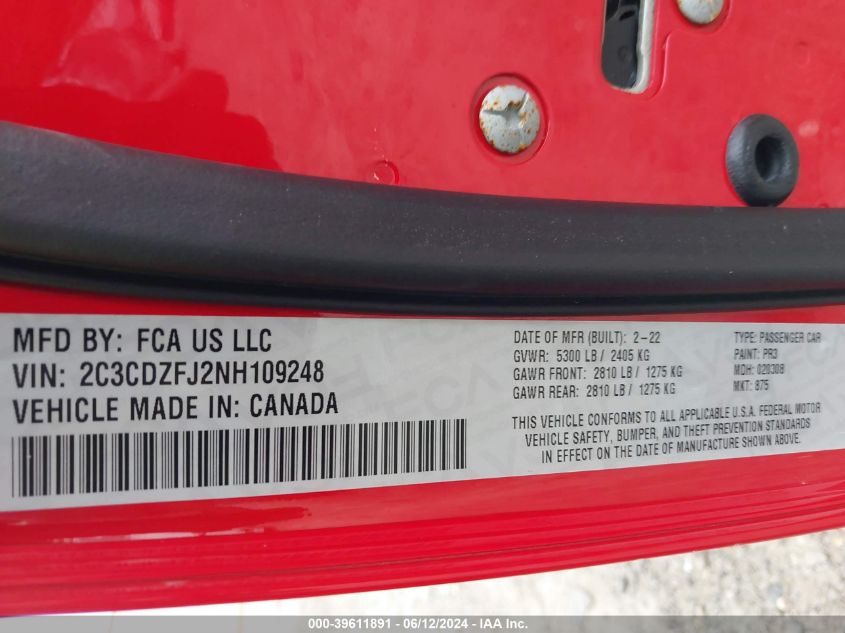 MFD BY: FCA US LLC
VIN: 2C3CDZFJ2NH109248
VEHICLE MADE IN: CANADA
DATE OF MFR (BUILT): 2-22
GVWR: 5300 LB / 2405 KG
GAWR FRONT: 2810 LB / 1275 KG
GAWR REAR: 2810 LB / 1275 KG
TYPE: PASSENGER CAR
PAINT: PR3
MDH: 020308
MKT: 875
THIS VEHICLE CONFORMS TO ALL APPLICABLE U.S.A. FEDERAL MOTOR
VEHICLE SAFETY, BUMPER, AND THEFT PREVENTION STANDARDS
IN EFFECT ON THE DATE OF MANUFACTURE SHOWN ABOVE.
000-39611891 - 06/12/2024 - IAA Inc.